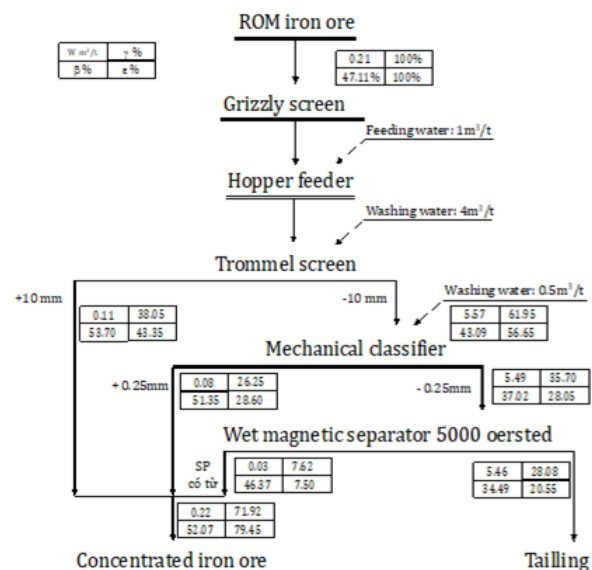 ROM iron ore
W m³/t γ %
β% ε%
0.21 100%
47.11% 100%
Grizzly screen
Feeding water: 1m³/t
Hopper feeder
Washing water: 4m³/t
Trommel screen
+10 mm
-10 mm
Washing water: 0.5m³/t
0.11 38.05
53.70 43.35
5.57 61.95
43.09 56.65
Mechanical classifier
+ 0.25mm
0.08 26.25
51.35 28.60
- 0.25mm
5.49 35.70
37.02 28.05
Wet magnetic separator 5000 oersted
SP
có từ
0.03 7.62
46.37 7.50
5.46 28.08
34.49 20.55
0.22 71.92
52.07 79.45
Concentrated iron ore
Tailling